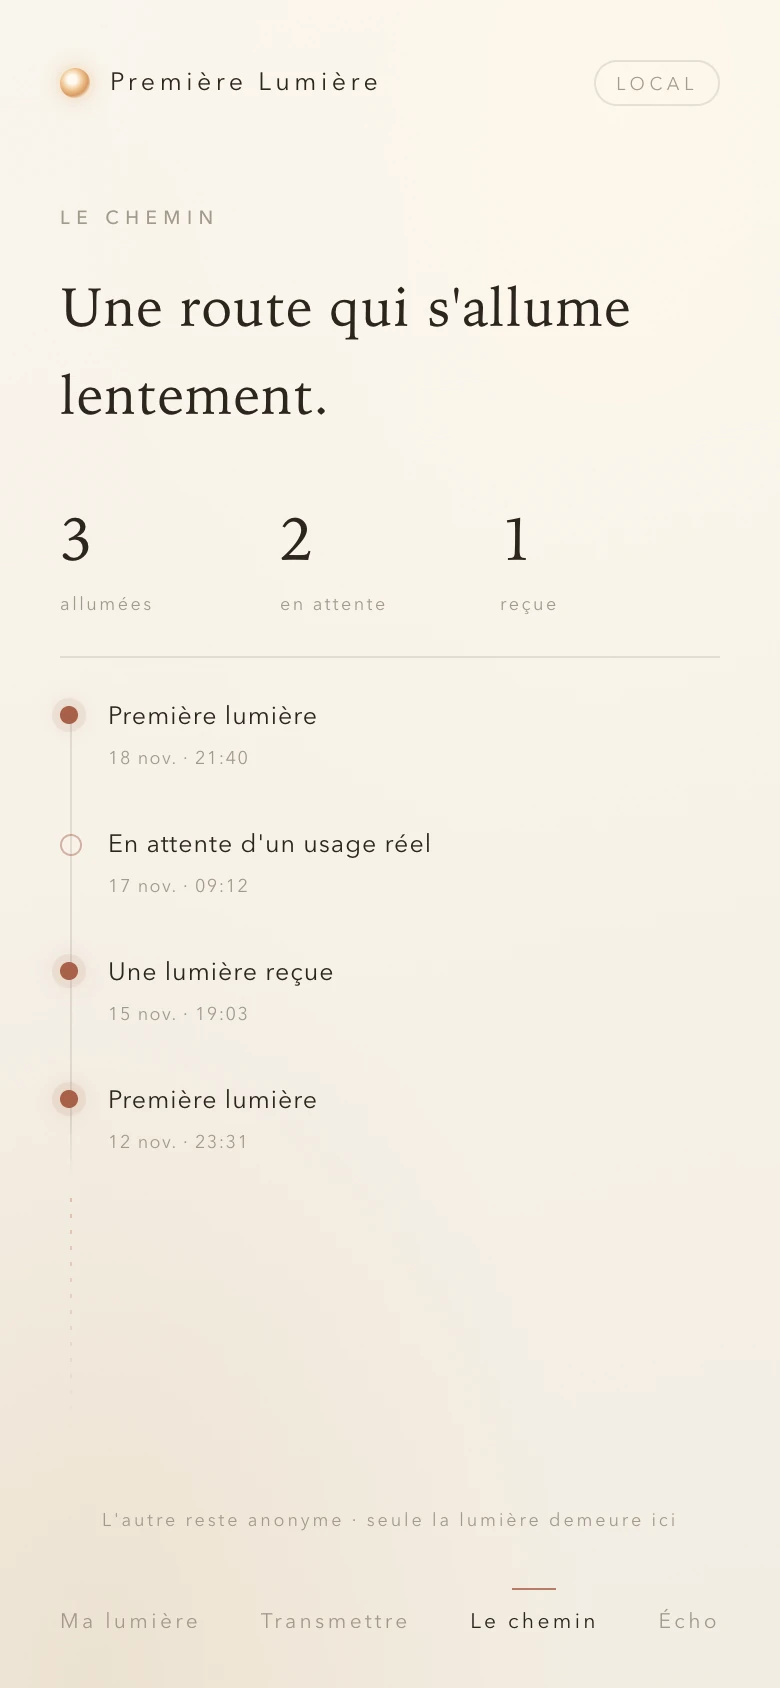 Première Lumière
LOCAL
LE CHEMIN
Une route qui s'allume
lentement.
3
2
1
allumées
en attente
reçue
Première lumière
18 nov. · 21:40
En attente d'un usage réel
17 nov. · 09:12
Une lumière reçue
15 nov. · 19:03
Première lumière
12 nov. · 23:31
L'autre reste anonyme · seule la lumière demeure ici
Ma lumière
Transmettre
Le chemin
Écho